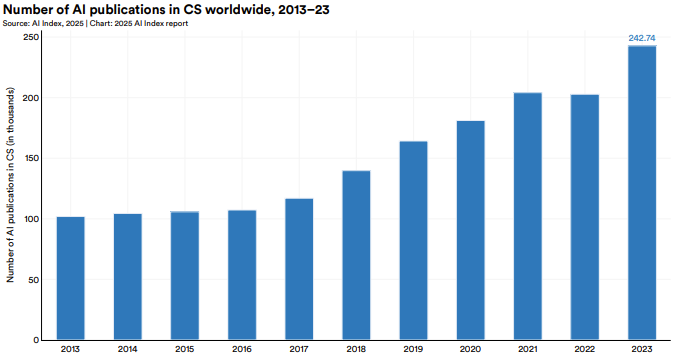 Number of AI publications in CS worldwide, 2013–23
Source: AI Index, 2025 | Chart: 2025 AI Index report
Number of AI publications in CS (in thousands)
250
200
150
100
50
0
242.74
2013 2014 2015 2016 2017 2018 2019 2020 2021 2022 2023